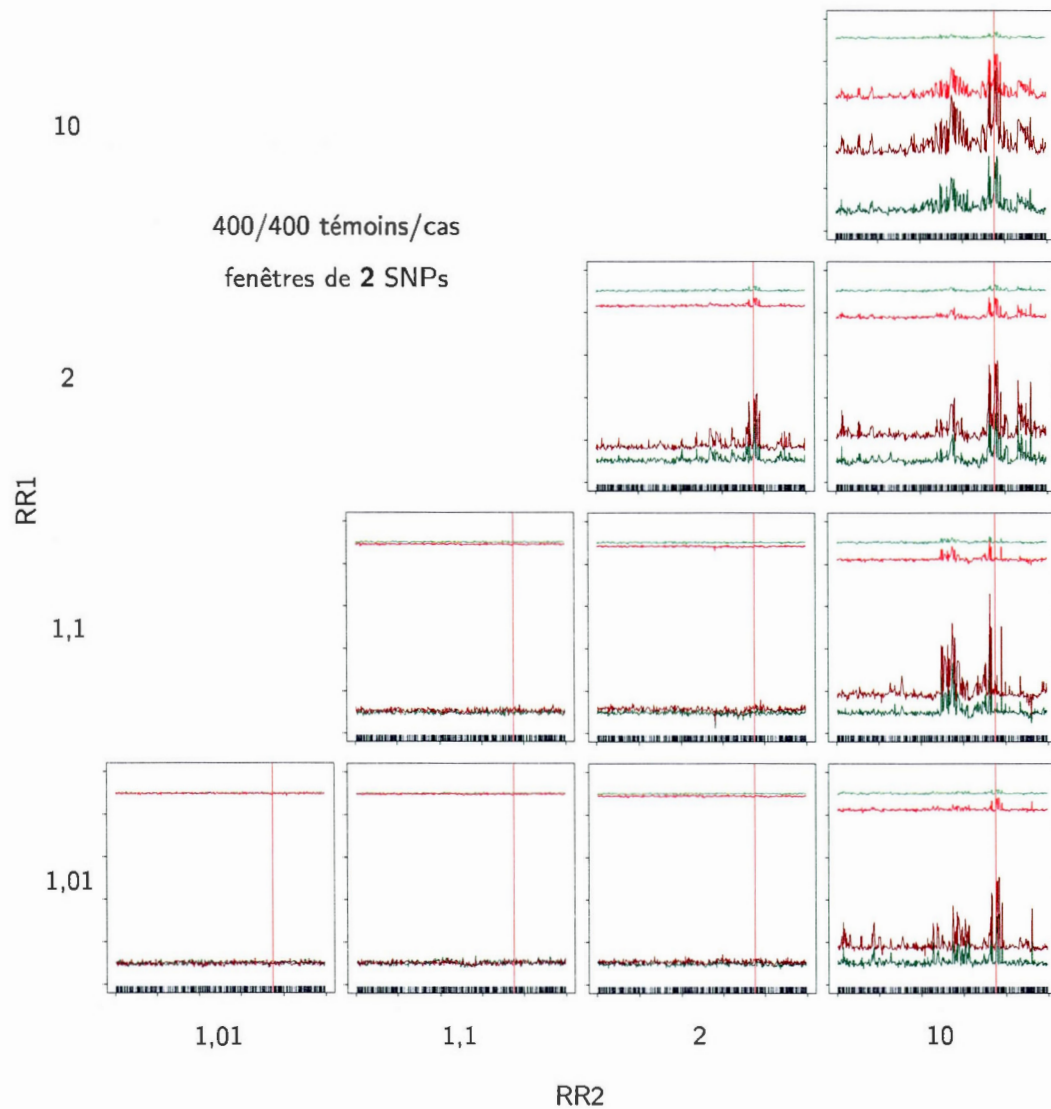 10
400/400 témoins/cas
fenêtres de 2 SNPs
2
RR1
1,1
1,01
1,01 1,1 2 10
RR2